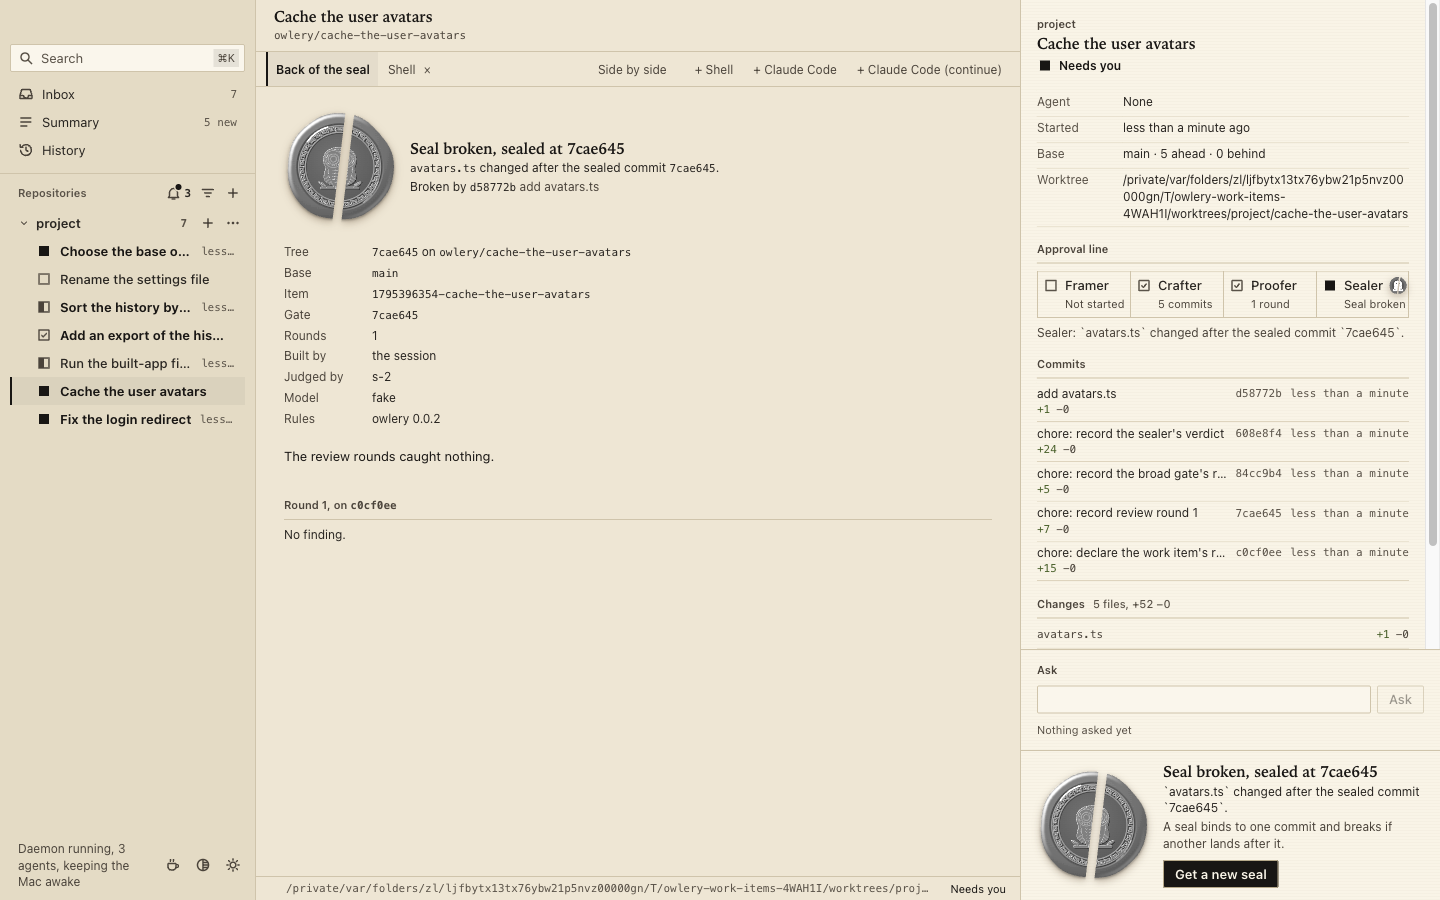 Search ⌘K
Inbox 7
Summary 5 new
History
Repositories 3
project 7
Choose the base o... less...
Rename the settings file
Sort the history by... less...
Add an export of the his...
Run the built-app fi... less...
Cache the user avatars
Fix the login redirect less...
Daemon running, 3
agents, keeping the
Mac awake
Cache the user avatars
owlery/cache-the-user-avatars
Back of the seal Shell × Side by side + Shell + Claude Code + Claude Code (continue)
Seal broken, sealed at 7cae645
avatars.ts changed after the sealed commit 7cae645.
Broken by d58772b add avatars.ts
Tree 7cae645 on owlery/cache-the-user-avatars
Base main
Item 1795396354-cache-the-user-avatars
Gate 7cae645
Rounds 1
Built by the session
Judged by s-2
Model fake
Rules owlery 0.0.2
The review rounds caught nothing.
Round 1, on c0cf0ee
No finding.
/private/var/folders/zl/ljfbytx13tx76ybw21p5nvz00000gn/T/owlery-work-items-4WAH1I/worktrees/proj... Needs you
project
Cache the user avatars
Needs you
Agent None
Started less than a minute ago
Base main · 5 ahead · 0 behind
Worktree /private/var/folders/zl/ljfbytx13tx76ybw21p5nvz00
000gn/T/owlery-work-items-
4WAH1I/worktrees/project/cache-the-user-avatars
Approval line
Framer Crafter Proofer Sealer
Not started 5 commits 1 round Seal broken
Sealer: `avatars.ts` changed after the sealed commit `7cae645`.
Commits
add avatars.ts d58772b less than a minute
+1 −0
chore: record the sealer's verdict 608e8f4 less than a minute
+24 −0
chore: record the broad gate's r... 84cc9b4 less than a minute
+5 −0
chore: record review round 1 7cae645 less than a minute
+7 −0
chore: declare the work item's r... c0cf0ee less than a minute
+15 −0
Changes 5 files, +52 −0
avatars.ts +1 −0
Ask
Ask
Nothing asked yet
Seal broken, sealed at 7cae645
`avatars.ts` changed after the sealed commit
`7cae645`.
A seal binds to one commit and breaks if
another lands after it.
Get a new seal